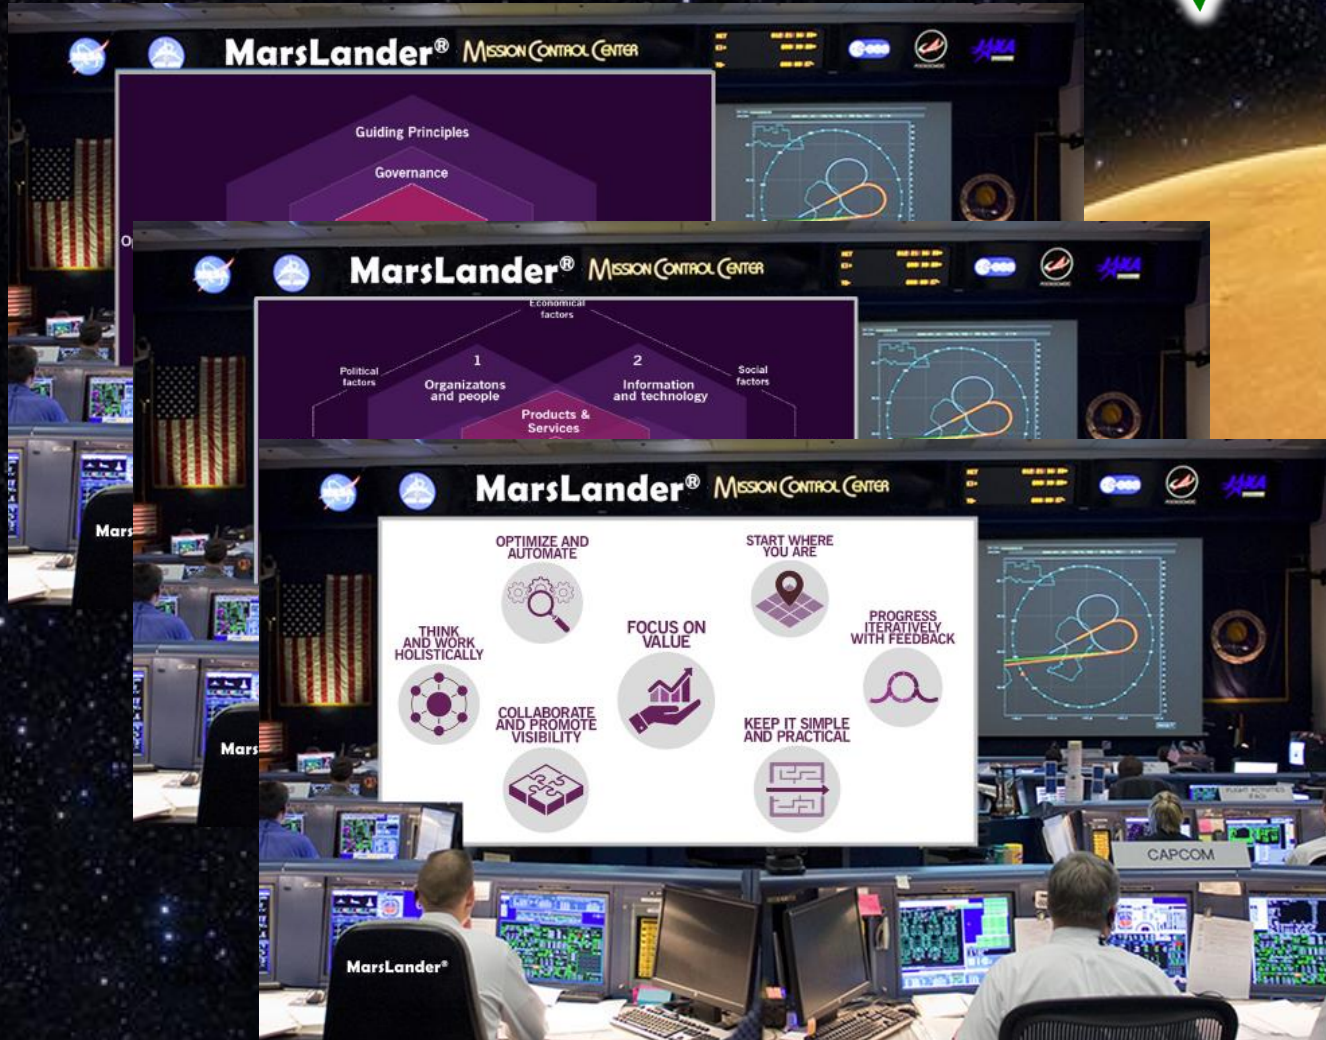 MarsLander® MISSION CONTROL CENTER
Guiding Principles
Governance
MarsLander® MISSION CONTROL CENTER
Economical
factors
Political
factors
1
Organizatons
and people
2
Information
and technology
Social
factors
Products &
Services
MarsLander® MISSION CONTROL CENTER
OPTIMIZE AND
AUTOMATE
START WHERE
YOU ARE
THINK
AND WORK
HOLISTICALLY
FOCUS ON
VALUE
PROGRESS
ITERATIVELY
WITH FEEDBACK
COLLABORATE
AND PROMOTE
VISIBILITY
KEEP IT SIMPLE
AND PRACTICAL
CAPCOM
Mars
Mars
MarsLander®
esa
JAXA